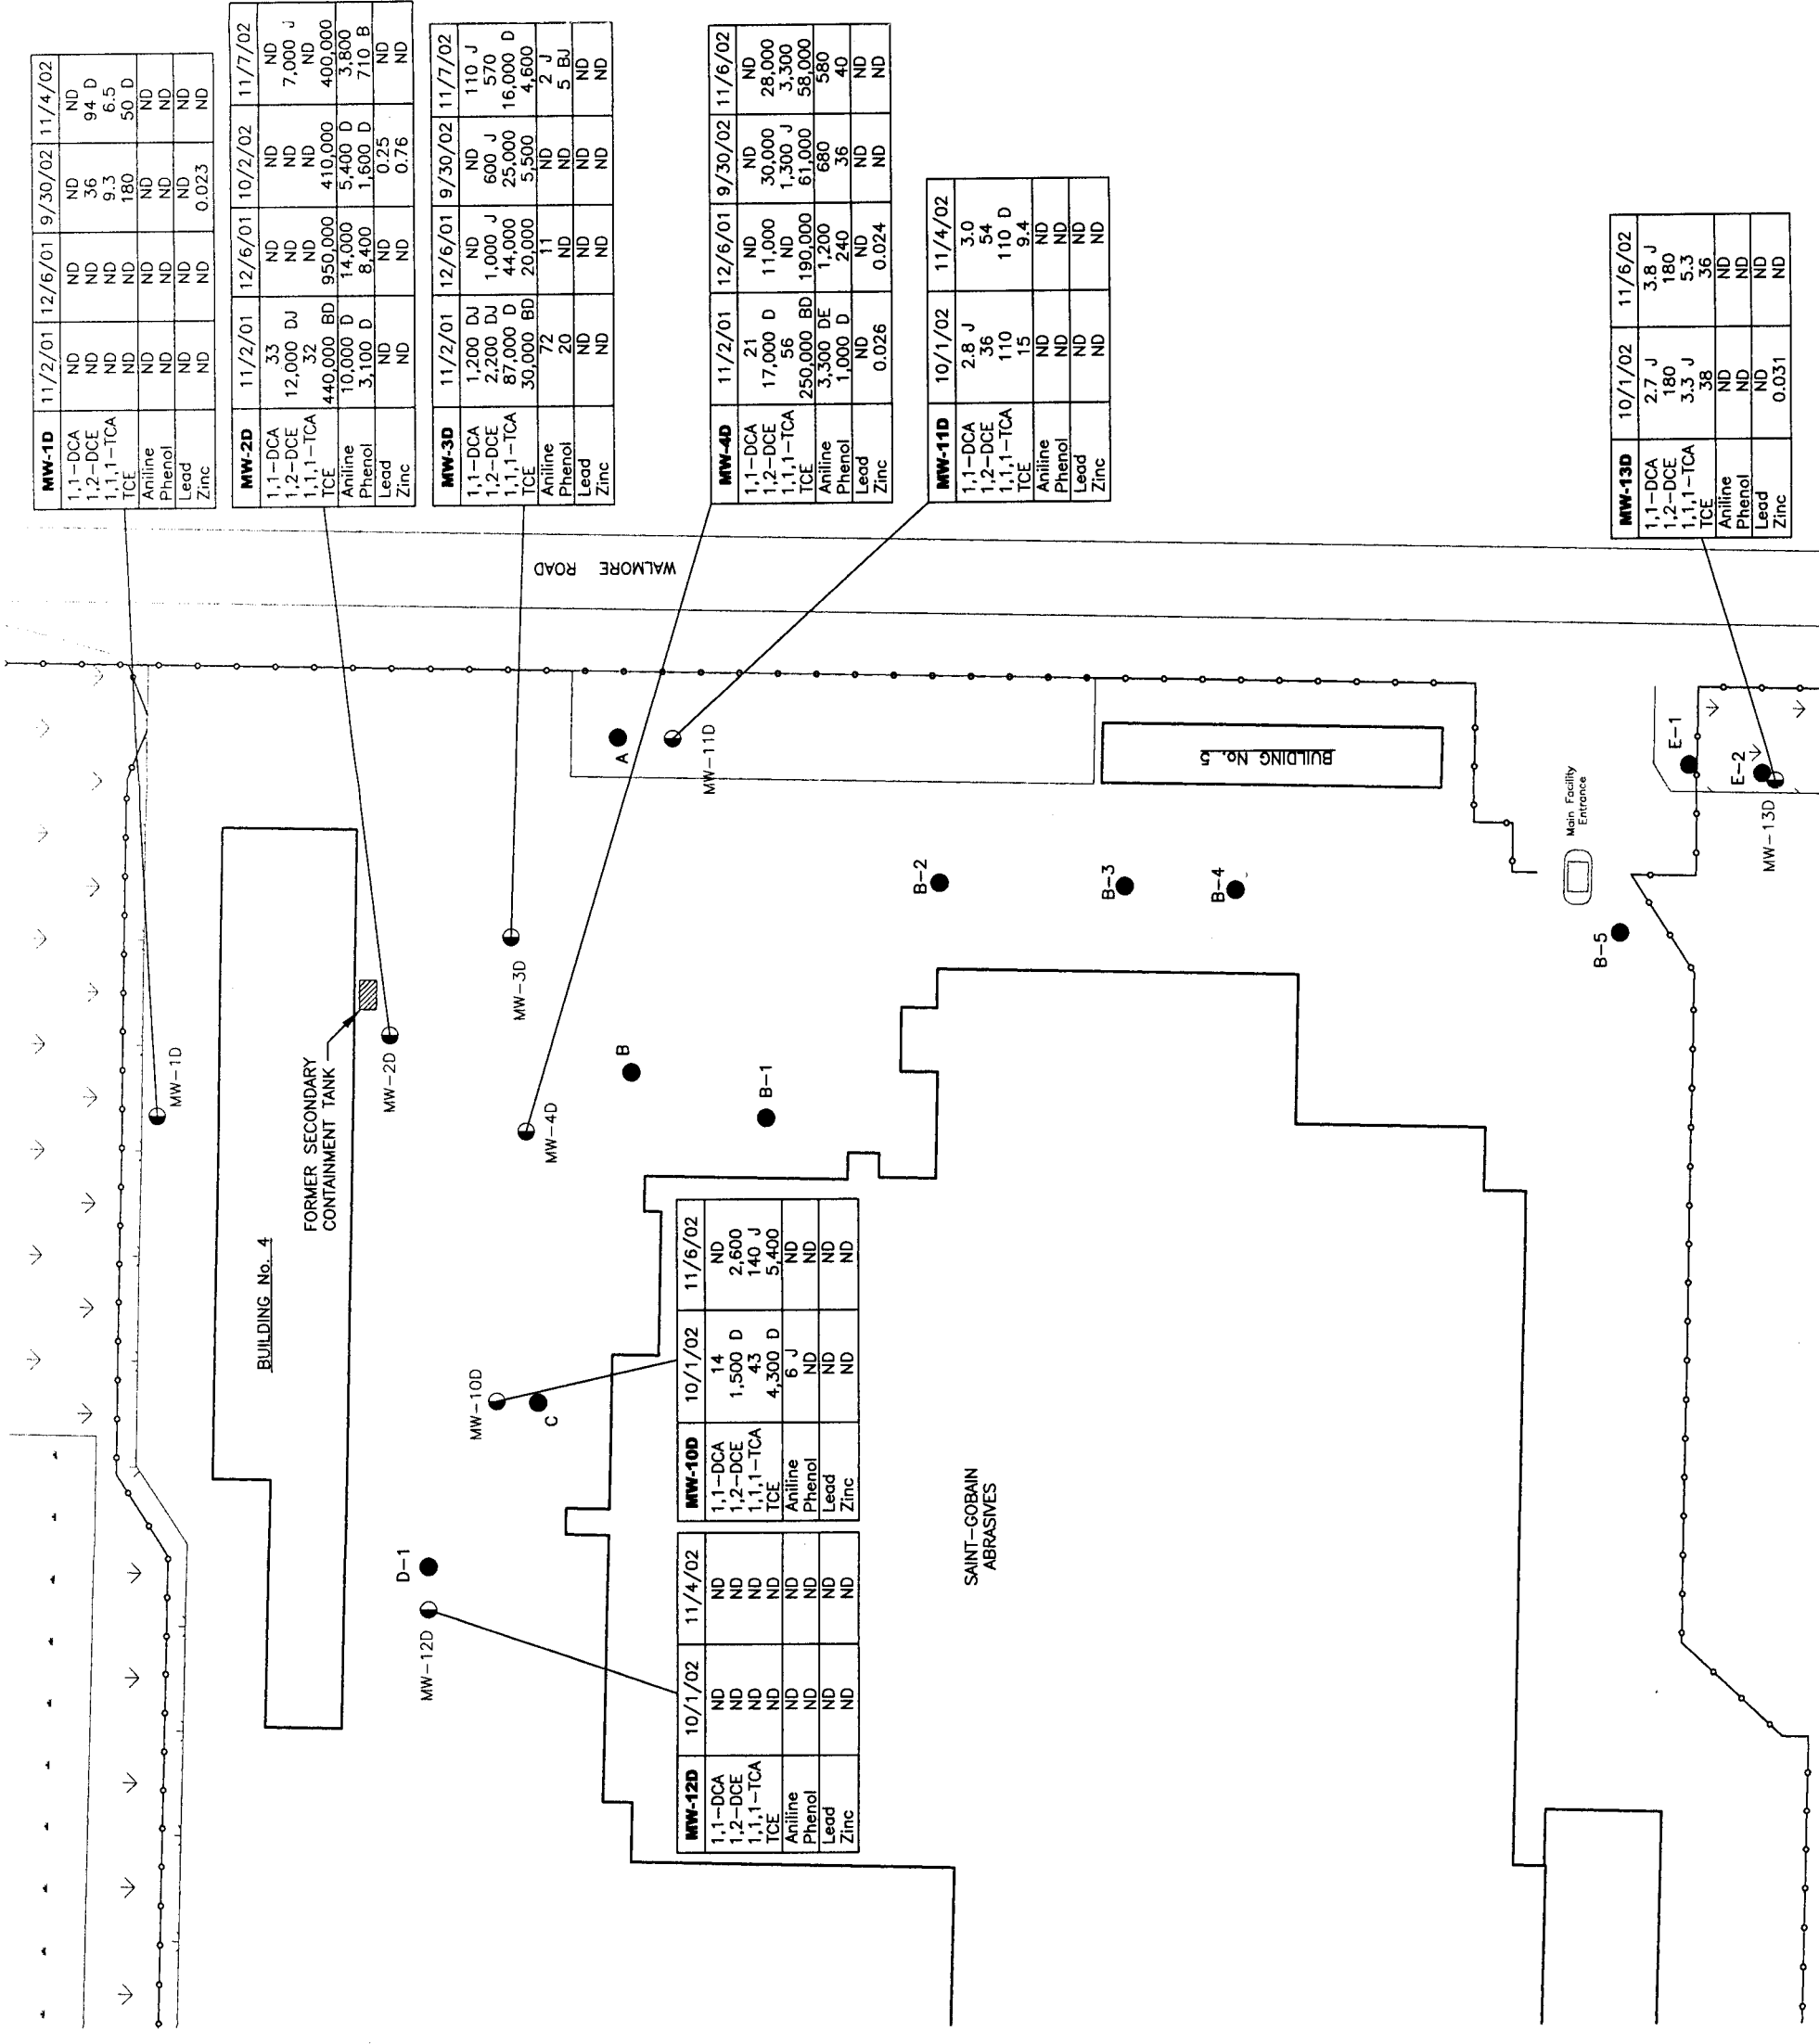 MW-1D 11/2/01 12/6/01 9/30/02 11/4/02
1,1-DCA ND ND ND ND
1,2-DCE ND ND 36 94 D
1,1,1-TCA ND ND 9.3 6.5
TCE ND ND 180 50 D
Aniline ND ND ND ND
Phenol ND ND ND ND
Lead ND ND ND ND
Zinc ND ND 0.023 ND
MW-2D 11/2/01 12/6/01 10/2/02 11/7/02
1,1-DCA 33 ND ND ND
1,2-DCE 12,000 DJ ND ND 7,000 J
1,1,1-TCA 32 ND ND ND
TCE 440,000 BD 950,000 410,000 400,000
Aniline 10,000 D 14,000 5,400 D 3,800
Phenol 3,100 D 8,400 1,600 D 710 B
Lead ND ND 0.25 ND
Zinc ND ND 0.76 ND
MW-3D 11/2/01 12/6/01 9/30/02 11/7/02
1,1-DCA 1,200 DJ ND ND 110 J
1,2-DCE 2,200 DJ 1,000 J 600 J 570
1,1,1-TCA 87,000 D 44,000 25,000 16,000 D
TCE 30,000 BD 20,000 5,500 4,600
Aniline 72 11 ND 2 J
Phenol 20 ND ND 5 BJ
Lead ND ND ND ND
Zinc ND ND ND ND
MW-4D 11/2/01 12/6/01 9/30/02 11/6/02
1,1-DCA 21 ND ND ND
1,2-DCE 17,000 D 11,000 30,000 28,000
1,1,1-TCA 56 ND 1,300 J 3,300
TCE 250,000 BD 190,000 61,000 58,000
Aniline 3,300 DE 1,200 680 580
Phenol 1,000 D 240 36 40
Lead ND ND ND ND
Zinc 0.026 0.024 ND ND
MW-11D 10/1/02 11/4/02
1,1-DCA 2.8 J 3.0
1,2-DCE 36 54
1,1,1-TCA 110 110 D
TCE 15 9.4
Aniline ND ND
Phenol ND ND
Lead ND ND
Zinc ND ND
MW-13D 10/1/02 11/6/02
1,1-DCA 2.7 J 3.8 J
1,2-DCE 180 180
1,1,1-TCA 3.3 J 5.3
TCE 38 36
Aniline ND ND
Phenol ND ND
Lead ND ND
Zinc 0.031 ND
WALMORE ROAD
MW-1D
BUILDING No. 4
FORMER SECONDARY
CONTAINMENT TANK
MW-2D
MW-3D
MW-4D
A
MW-11D
BUILDING No. 5
B
B-1
B-2
B-3
B-4
B-5
Main Facility
Entrance
E-1
E-2
MW-13D
MW-10D
C
D-1
MW-12D
MW-10D 10/1/02 11/6/02
1,1-DCA 14 ND
1,2-DCE 1,500 D 2,600
1,1,1-TCA 43 140 J
TCE 4,300 D 5,400
Aniline 6 J ND
Phenol ND ND
Lead ND ND
Zinc ND ND
MW-12D 10/1/02 11/4/02
1,1-DCA ND ND
1,2-DCE ND ND
1,1,1-TCA ND ND
TCE ND ND
Aniline ND ND
Phenol ND ND
Lead ND ND
Zinc ND ND
SAINT-GOBAIN
ABRASIVES